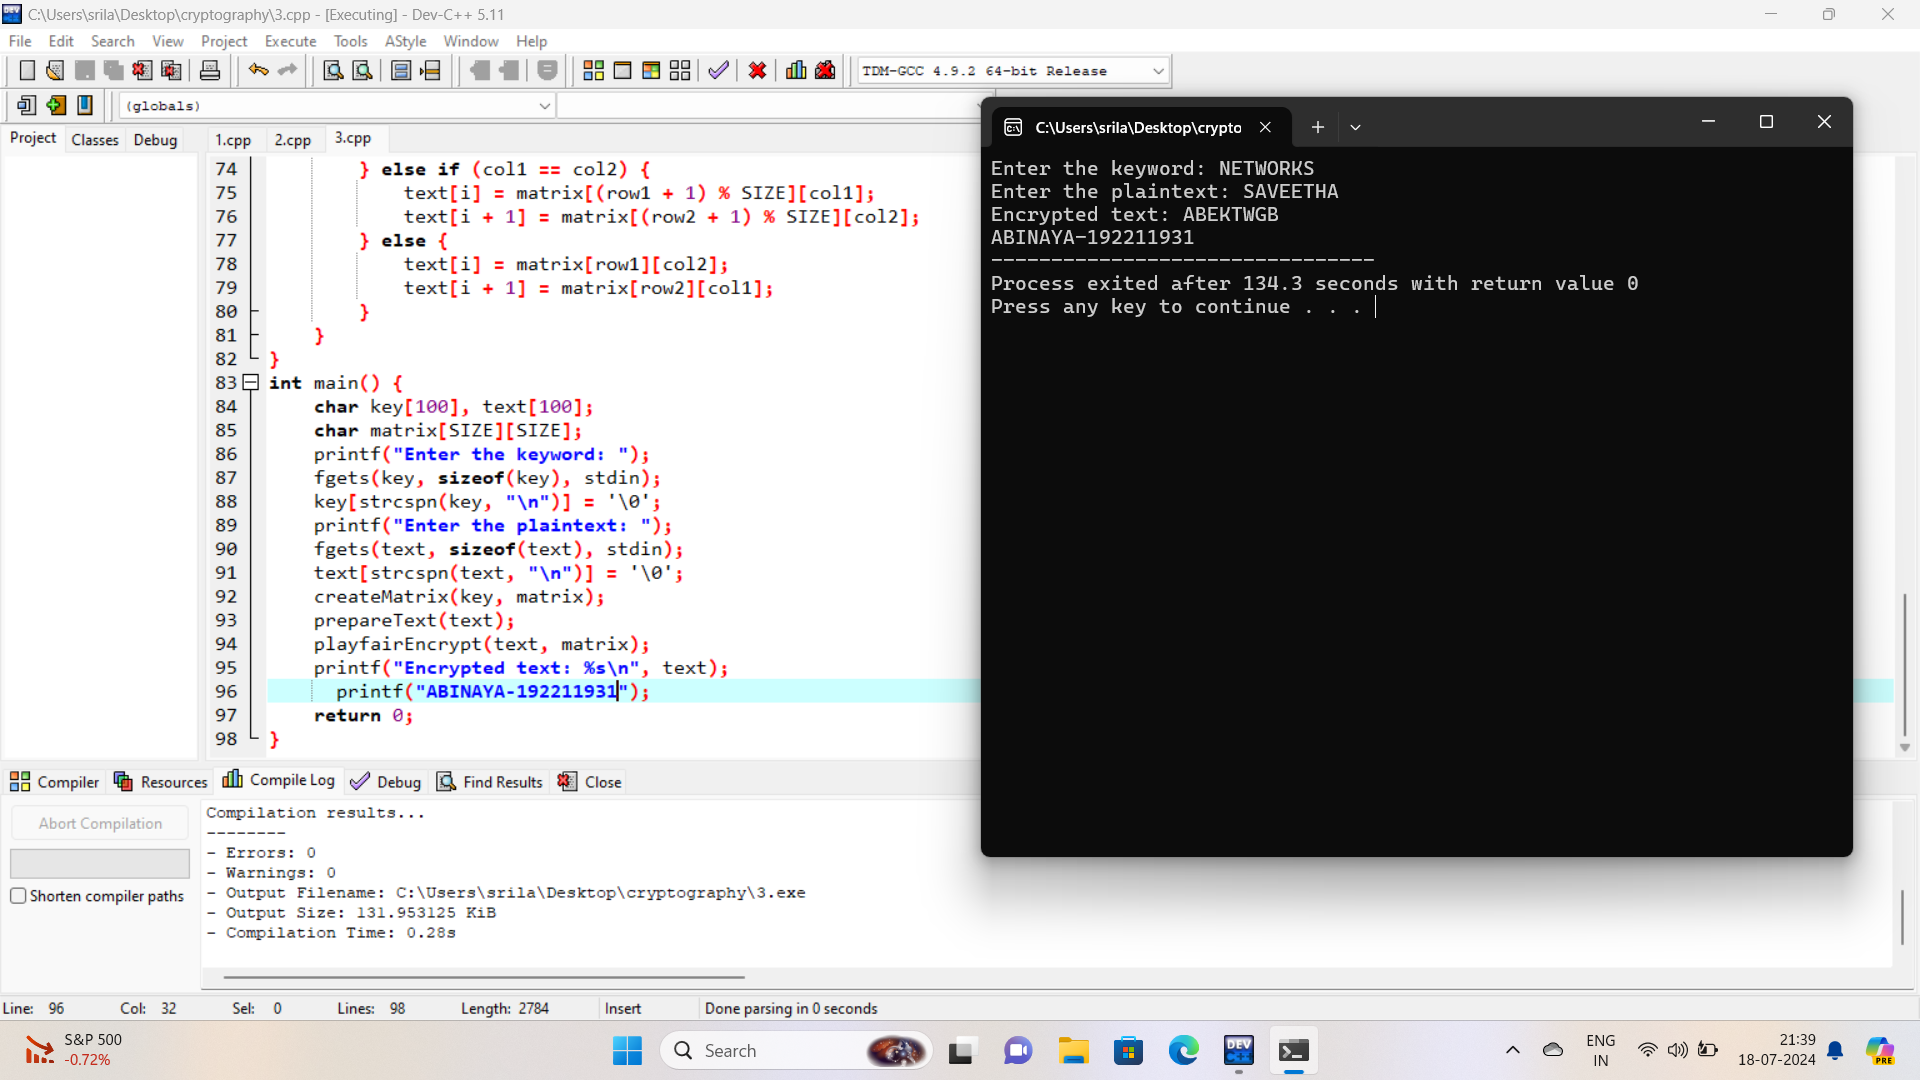 C:\Users\srila\Desktop\cryptography\3.cpp - [Executing] - Dev-C++ 5.11
File Edit Search View Project Execute Tools AStyle Window Help
TDM-GCC 4.9.2 64-bit Release
(globals)
Project Classes Debug
1.cpp 2.cpp 3.cpp
74 } else if (col1 == col2) {
75 text[i] = matrix[(row1 + 1) % SIZE][col1];
76 text[i + 1] = matrix[(row2 + 1) % SIZE][col2];
77 } else {
78 text[i] = matrix[row1][col2];
79 text[i + 1] = matrix[row2][col1];
80 }
81 }
82 }
83 int main() {
84 char key[100], text[100];
85 char matrix[SIZE][SIZE];
86 printf("Enter the keyword: ");
87 fgets(key, sizeof(key), stdin);
88 key[strcspn(key, "\n")] = '\0';
89 printf("Enter the plaintext: ");
90 fgets(text, sizeof(text), stdin);
91 text[strcspn(text, "\n")] = '\0';
92 createMatrix(key, matrix);
93 prepareText(text);
94 playfairEncrypt(text, matrix);
95 printf("Encrypted text: %s\n", text);
96 printf("ABINAYA-192211931");
97 return 0;
98 }
C:\Users\srila\Desktop\crypto
Enter the keyword: NETWORKS
Enter the plaintext: SAVEETHA
Encrypted text: ABEKTWGB
ABINAYA-192211931
--------------------------------
Process exited after 134.3 seconds with return value 0
Press any key to continue . . .
Compiler Resources Compile Log Debug Find Results Close
Abort Compilation
Shorten compiler paths
Compilation results...
--------
- Errors: 0
- Warnings: 0
- Output Filename: C:\Users\srila\Desktop\cryptography\3.exe
- Output Size: 131.953125 KiB
- Compilation Time: 0.28s
Line: 96 Col: 32 Sel: 0 Lines: 98 Length: 2784 Insert Done parsing in 0 seconds
S&P 500
-0.72%
Search
DEV
C++
ENG
IN
21:39
18-07-2024
PRE